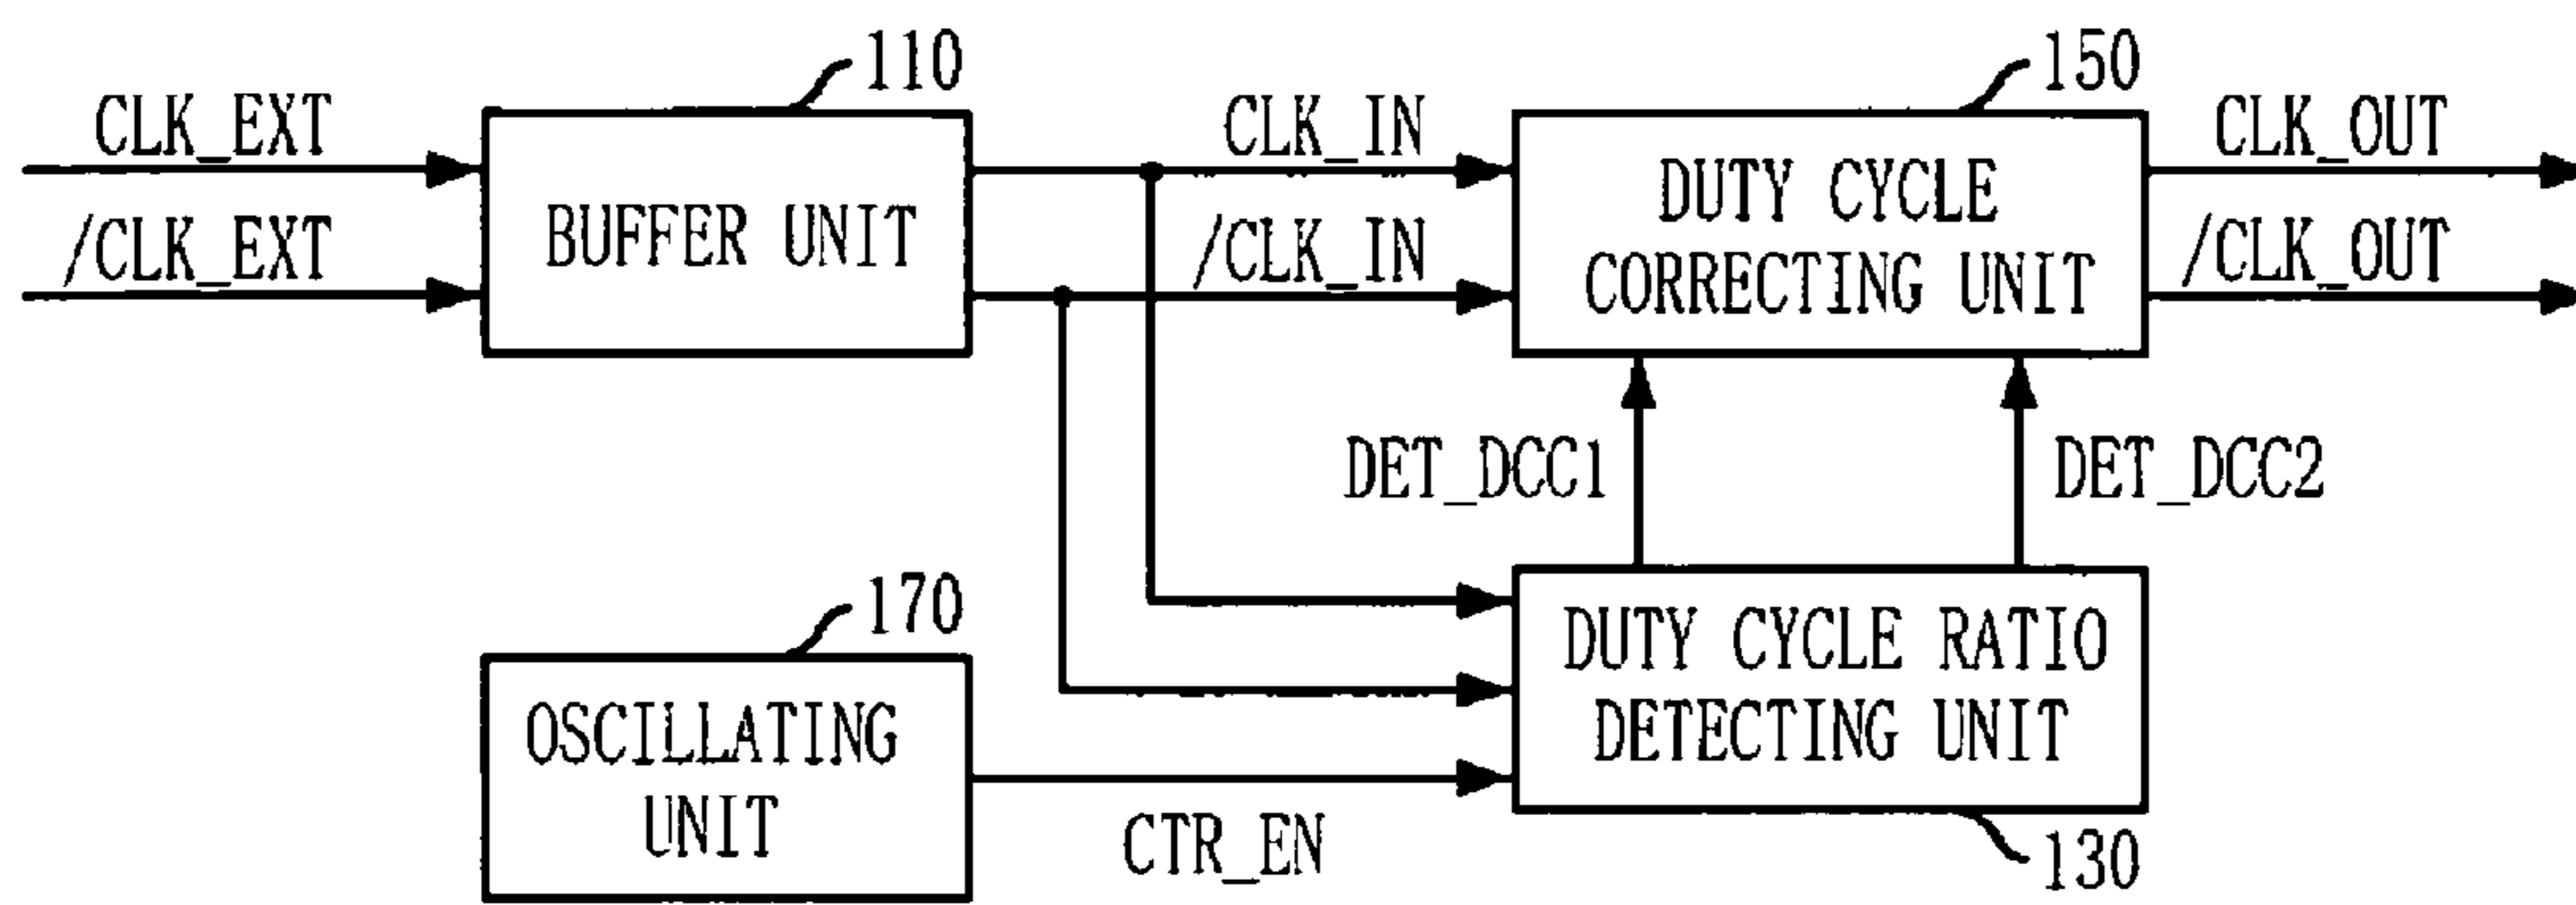 110
150
CLK_EXT
CLK_IN
CLK_OUT
/CLK_EXT
BUFFER UNIT
/CLK_IN
DUTY CYCLE
CORRECTING UNIT
/CLK_OUT
DET_DCC1
DET_DCC2
170
OSCILLATING
UNIT
DUTY CYCLE RATIO
DETECTING UNIT
CTR_EN
130